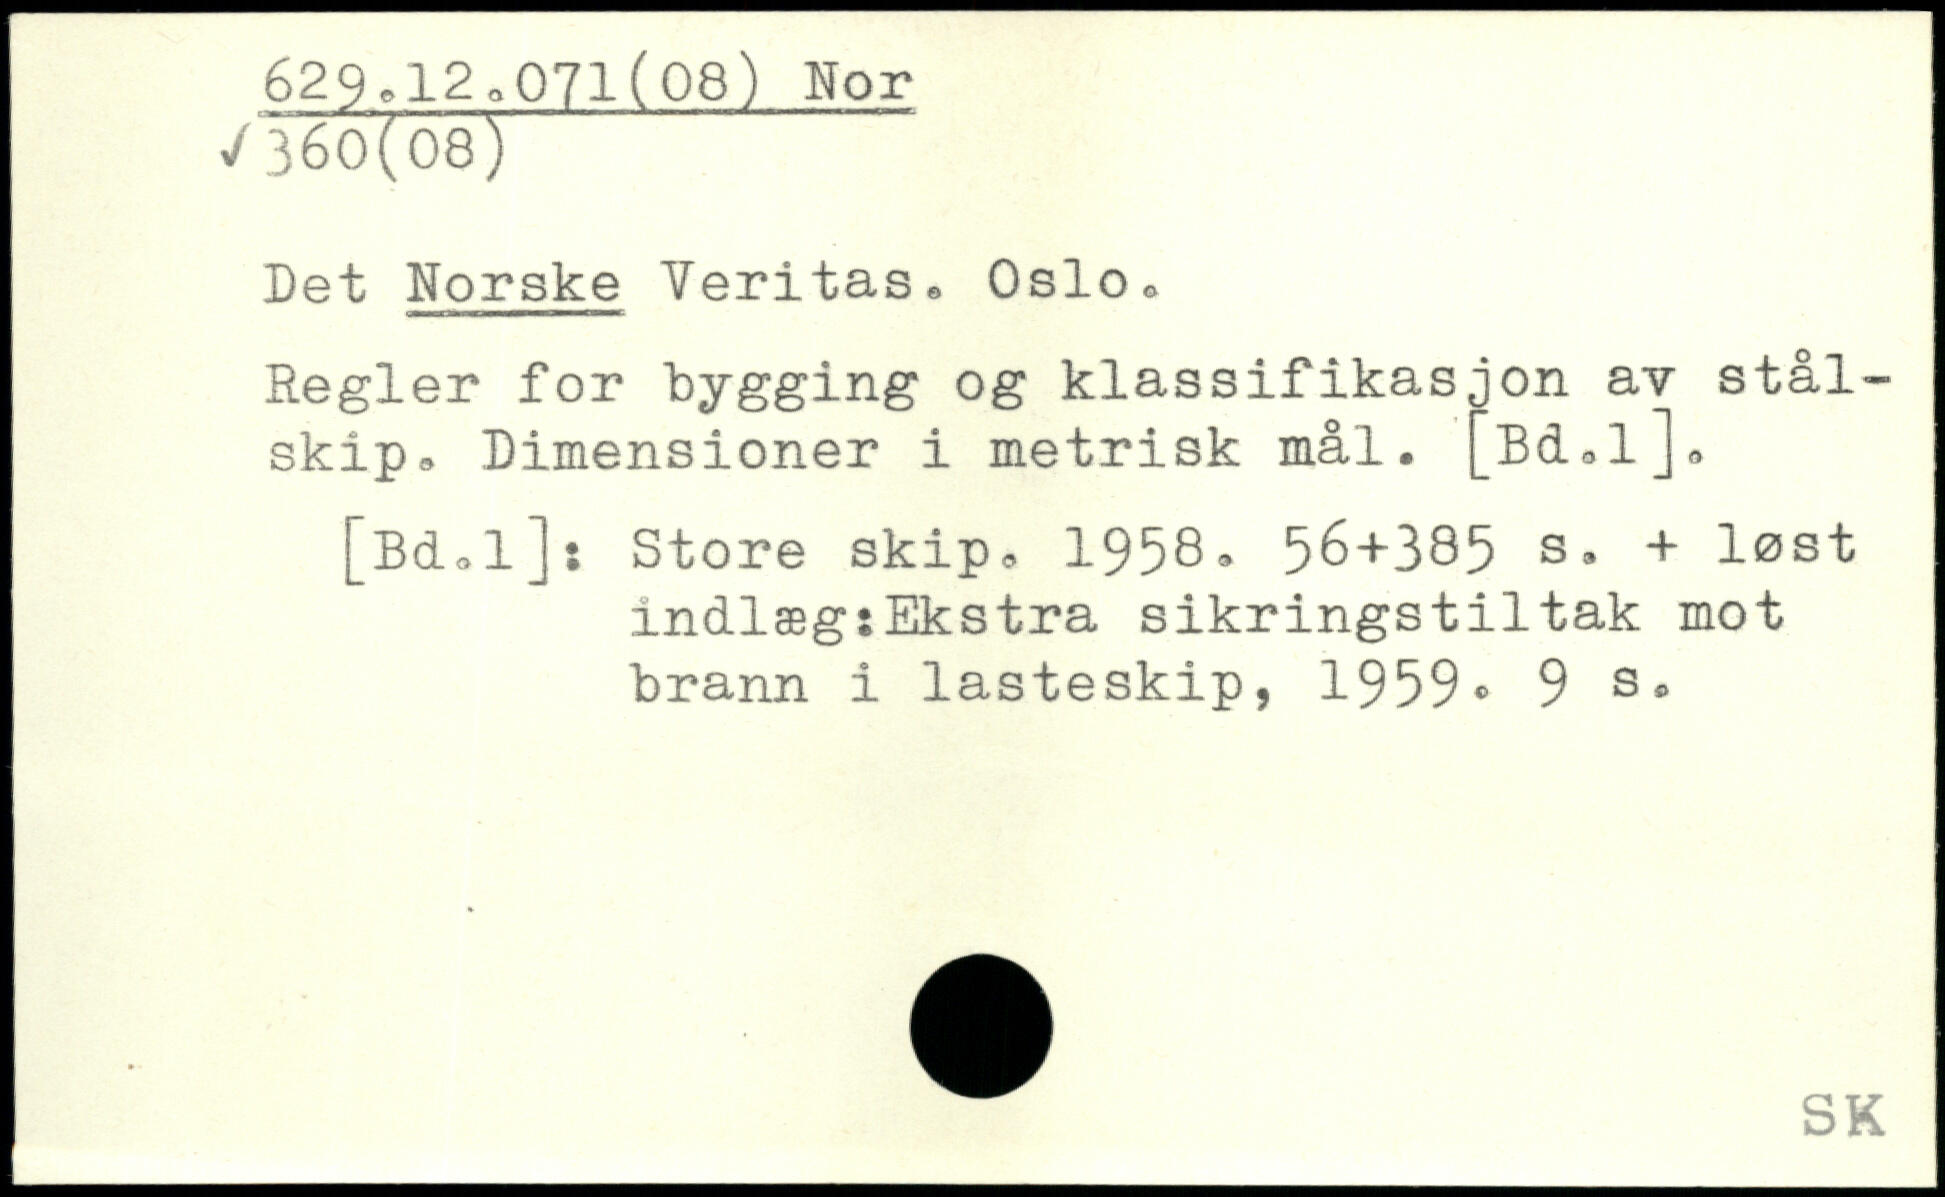 629.12.071(08) Nor
✓360(08)
Det Norske Veritas. Oslo.
Regler for bygging og klassifikasjon av stål-
skip. Dimensioner i metrisk mål. [Bd.1].
[Bd.1]: Store skip. 1958. 56+385 s. + løst
indlæg:Ekstra sikringstiltak mot
brann i lasteskip, 1959. 9 s.
SK